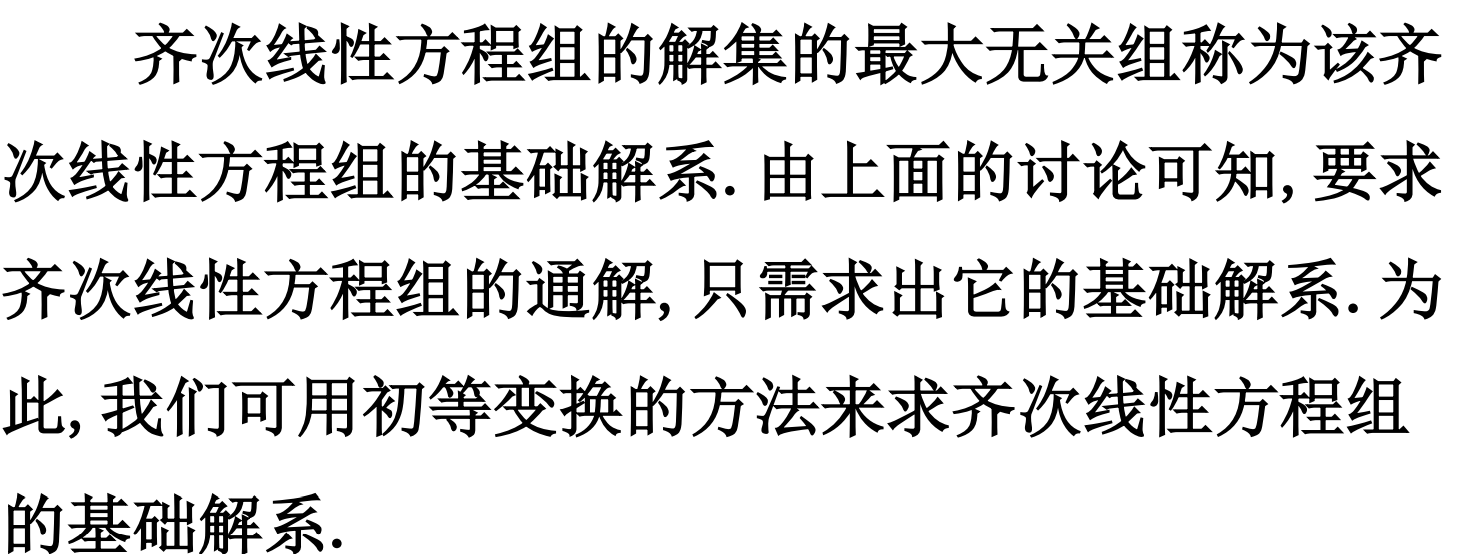 齐次线性方程组的解集的最大无关组称为该齐
次线性方程组的基础解系. 由上面的讨论可知, 要求
齐次线性方程组的通解, 只需求出它的基础解系. 为
此, 我们可用初等变换的方法来求齐次线性方程组
的基础解系.